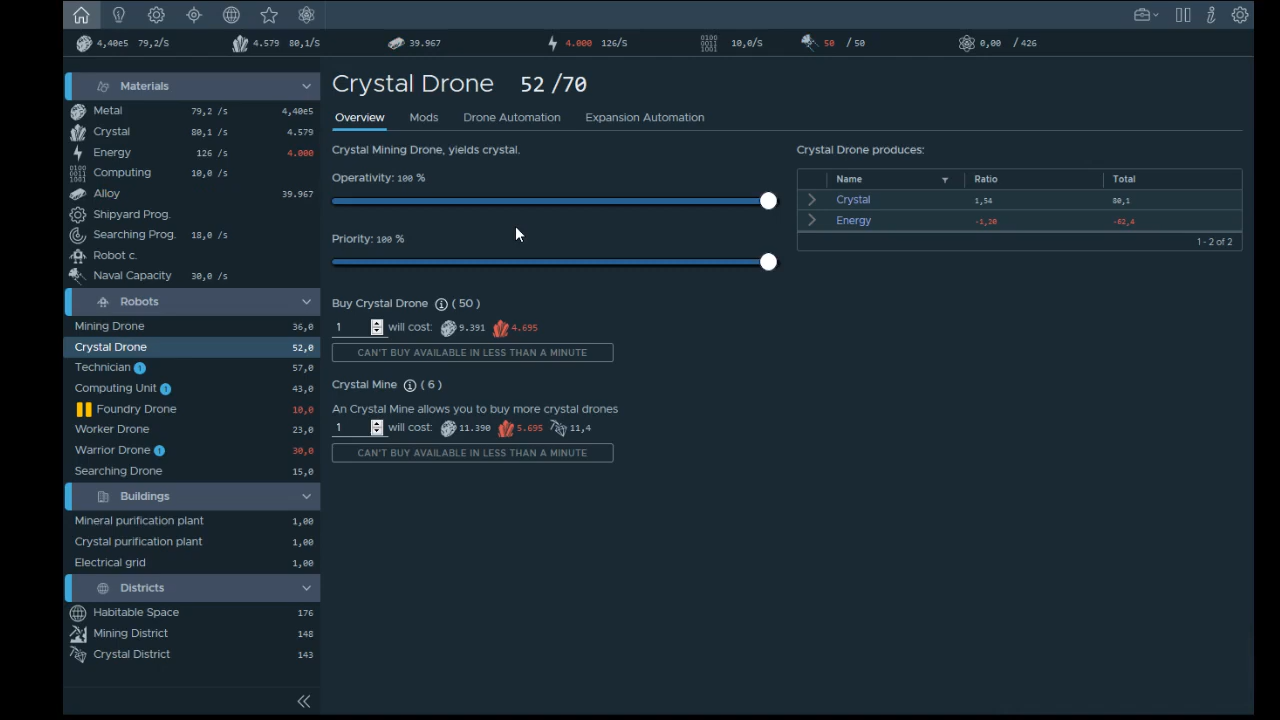 4,40e5 79,2/S 4.579 80,1/S 39.967 4.000 126/S 10,0/S 50 / 50 0,00 / 426
Materials
Metal 79,2 /s 4,40e5
Crystal 80,1 /s 4.579
Energy 126 /s 4.000
Computing 10,0 /s
Alloy 39.967
Shipyard Prog.
Searching Prog. 18,0 /s
Robot c.
Naval Capacity 30,0 /s
Robots
Mining Drone 36,0
Crystal Drone 52,0
Technician 1 57,0
Computing Unit 1 43,0
Foundry Drone 10,0
Worker Drone 23,0
Warrior Drone 1 30,0
Searching Drone 15,0
Buildings
Mineral purification plant 1,00
Crystal purification plant 1,00
Electrical grid 1,00
Districts
Habitable Space 176
Mining District 148
Crystal District 143
Crystal Drone 52 /70
Overview Mods Drone Automation Expansion Automation
Crystal Mining Drone, yields crystal.
Operativity: 100 %
Priority: 100 %
Buy Crystal Drone ( 50 )
1 will cost: 9.391 4.695
CAN'T BUY AVAILABLE IN LESS THAN A MINUTE
Crystal Mine ( 6 )
An Crystal Mine allows you to buy more crystal drones
1 will cost: 11.390 5.695 11,4
CAN'T BUY AVAILABLE IN LESS THAN A MINUTE
Crystal Drone produces:
Name Ratio Total
Crystal 1,54 80,1
Energy -1,20 -62,4
1 - 2 of 2